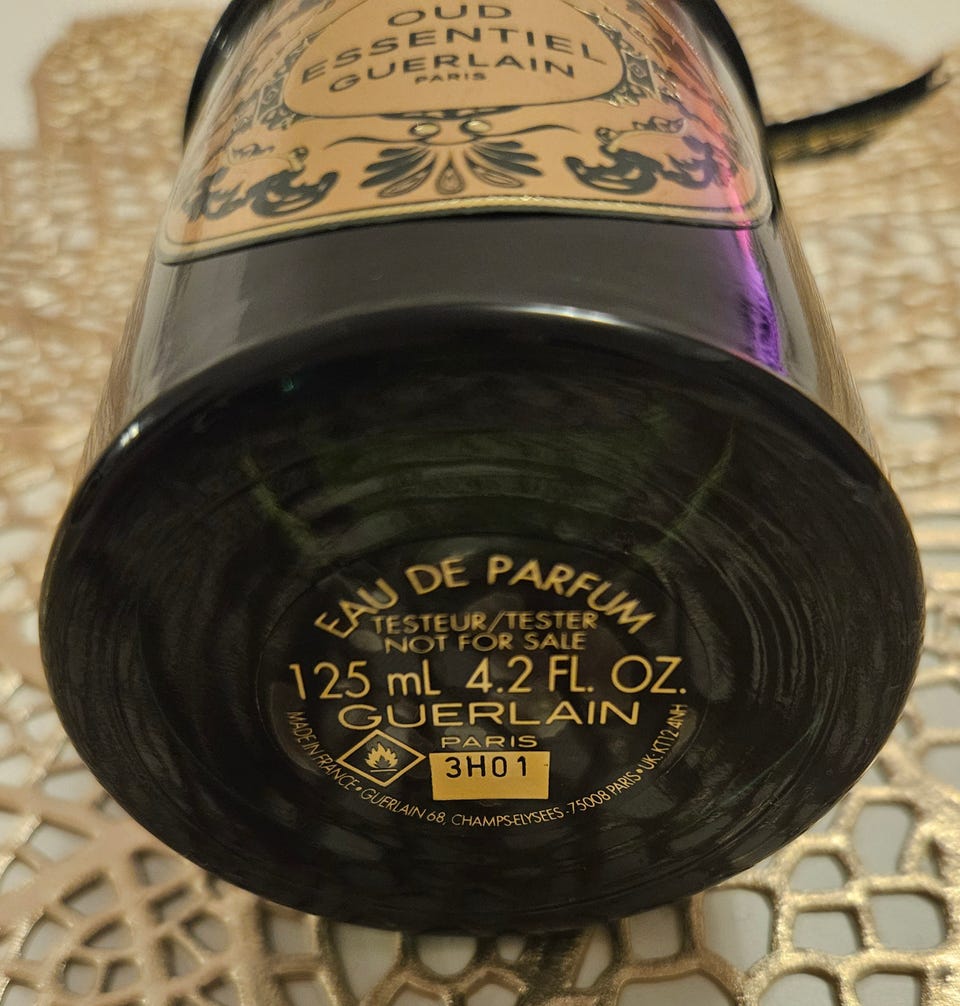 OUD
ESSENTIEL
GUERLAIN
PARIS
EAU DE PARFUM
TESTEUR/TESTER
NOT FOR SALE
125 mL 4.2 FL. OZ.
GUERLAIN
PARIS
3H01
MADE IN FRANCE • GUERLAIN 68, CHAMPS-ELYSEES - 75008 PARIS • UK: KT12 4NH